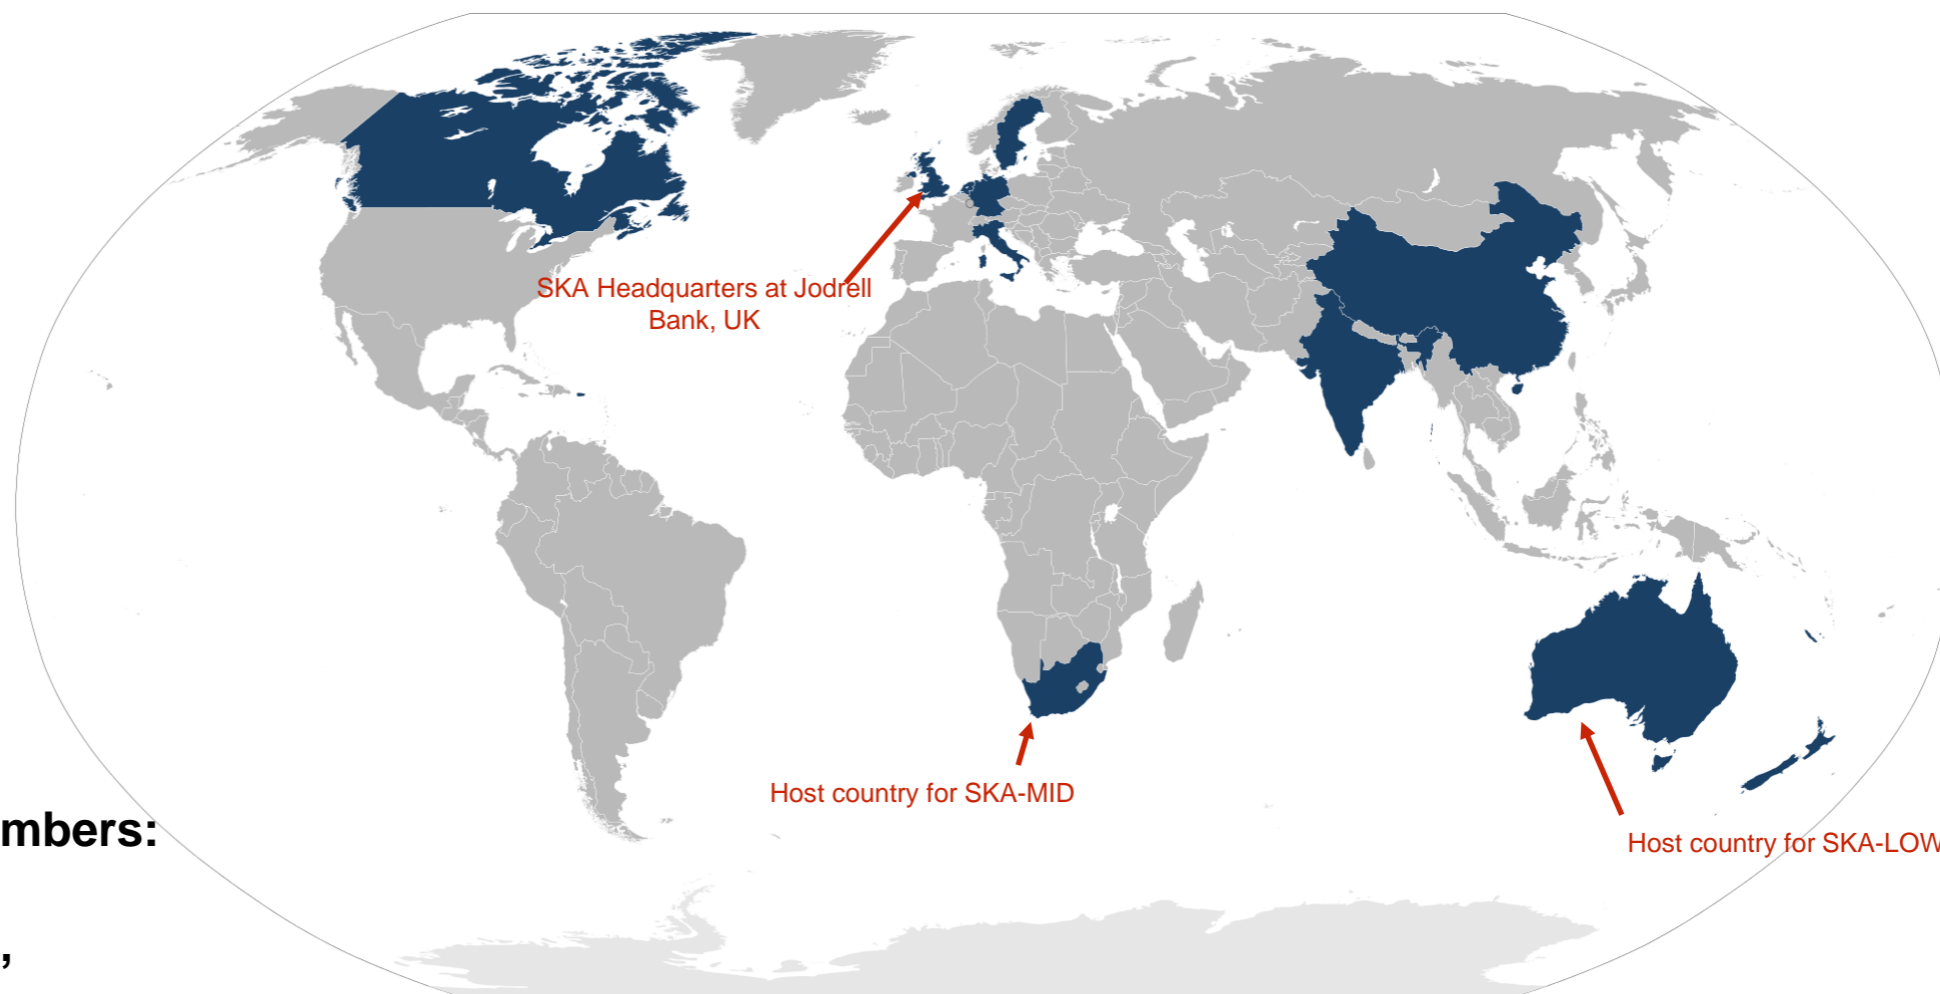 SKA Headquarters at Jodrell
Bank, UK
Host country for SKA-MID
mbers:
Host country for SKA-LOW
,